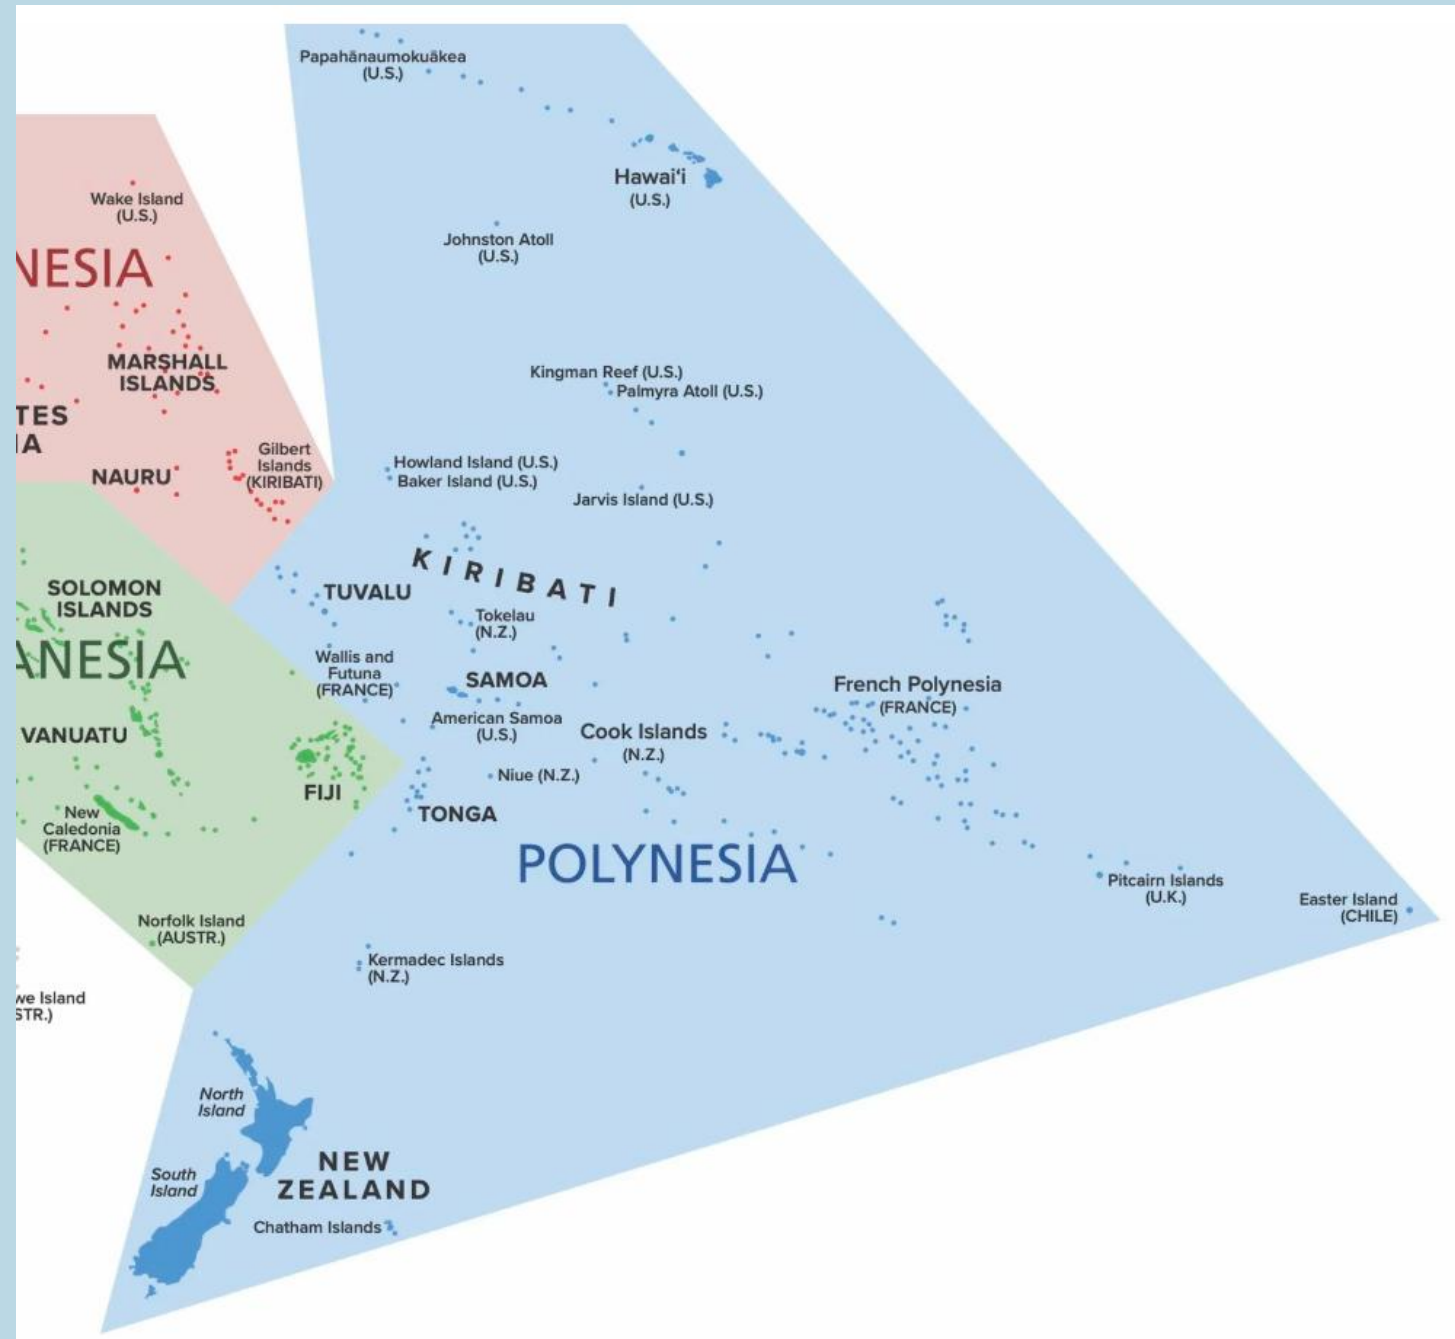 Papahānaumokuākea
(U.S.)
Hawai‘i
(U.S.)
Wake Island
(U.S.)
NESIA
Johnston Atoll
(U.S.)
MARSHALL
ISLANDS
Kingman Reef (U.S.)
Palmyra Atoll (U.S.)
TES
IA
NAURU
Gilbert
Islands
(KIRIBATI)
Howland Island (U.S.)
Baker Island (U.S.)
Jarvis Island (U.S.)
KIRIBATI
SOLOMON
ISLANDS
TUVALU
Tokelau
(N.Z.)
ANESIA
Wallis and
Futuna
(FRANCE)
SAMOA
French Polynesia
(FRANCE)
American Samoa
(U.S.)
Cook Islands
(N.Z.)
VANUATU
Niue (N.Z.)
FIJI
TONGA
New
Caledonia
(FRANCE)
POLYNESIA
Pitcairn Islands
(U.K.)
Easter Island
(CHILE)
Norfolk Island
(AUSTR.)
Kermadec Islands
(N.Z.)
we Island
STR.)
North
Island
South
Island
NEW
ZEALAND
Chatham Islands